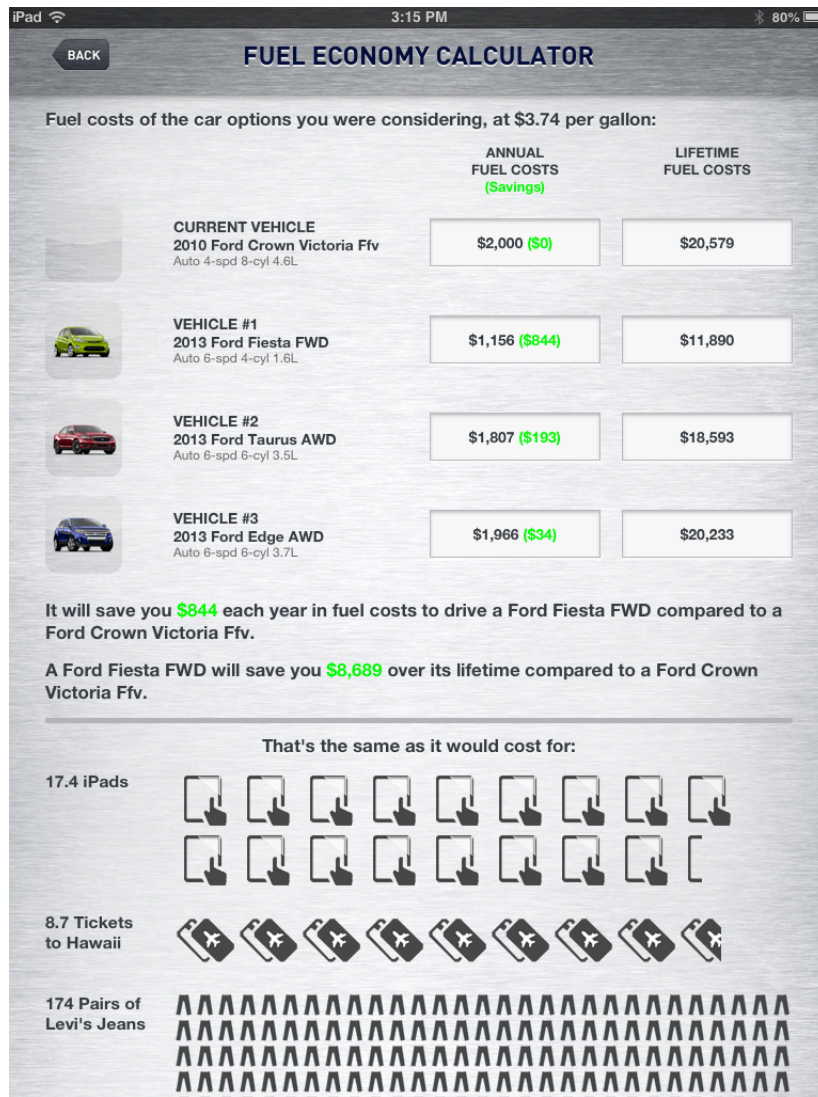 iPad 3:15 PM 80%
BACK
FUEL ECONOMY CALCULATOR
Fuel costs of the car options you were considering, at $3.74 per gallon:
ANNUAL
FUEL COSTS
(Savings)
LIFETIME
FUEL COSTS
CURRENT VEHICLE
2010 Ford Crown Victoria Ffv
Auto 4-spd 8-cyl 4.6L
$2,000 ($0)
$20,579
VEHICLE #1
2013 Ford Fiesta FWD
Auto 6-spd 4-cyl 1.6L
$1,156 ($844)
$11,890
VEHICLE #2
2013 Ford Taurus AWD
Auto 6-spd 6-cyl 3.5L
$1,807 ($193)
$18,593
VEHICLE #3
2013 Ford Edge AWD
Auto 6-spd 6-cyl 3.7L
$1,966 ($34)
$20,233
It will save you $844 each year in fuel costs to drive a Ford Fiesta FWD compared to a
Ford Crown Victoria Ffv.
A Ford Fiesta FWD will save you $8,689 over its lifetime compared to a Ford Crown
Victoria Ffv.
That's the same as it would cost for:
17.4 iPads
8.7 Tickets
to Hawaii
174 Pairs of
Levi's Jeans